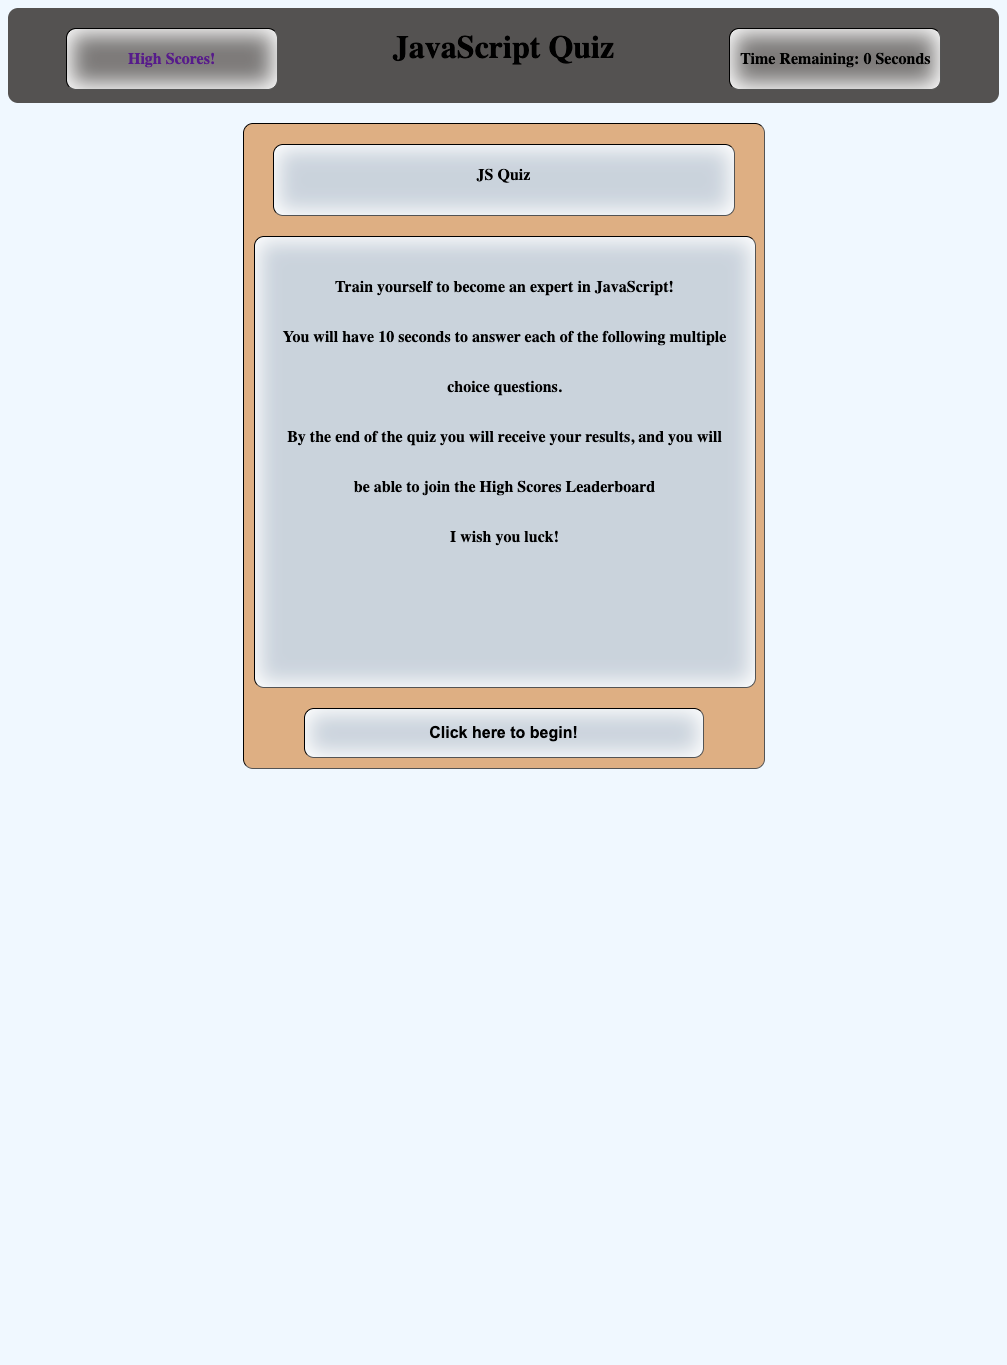 High Scores!
JavaScript Quiz
Time Remaining: 0 Seconds
JS Quiz
Train yourself to become an expert in JavaScript!
You will have 10 seconds to answer each of the following multiple
choice questions.
By the end of the quiz you will receive your results, and you will
be able to join the High Scores Leaderboard
I wish you luck!
Click here to begin!